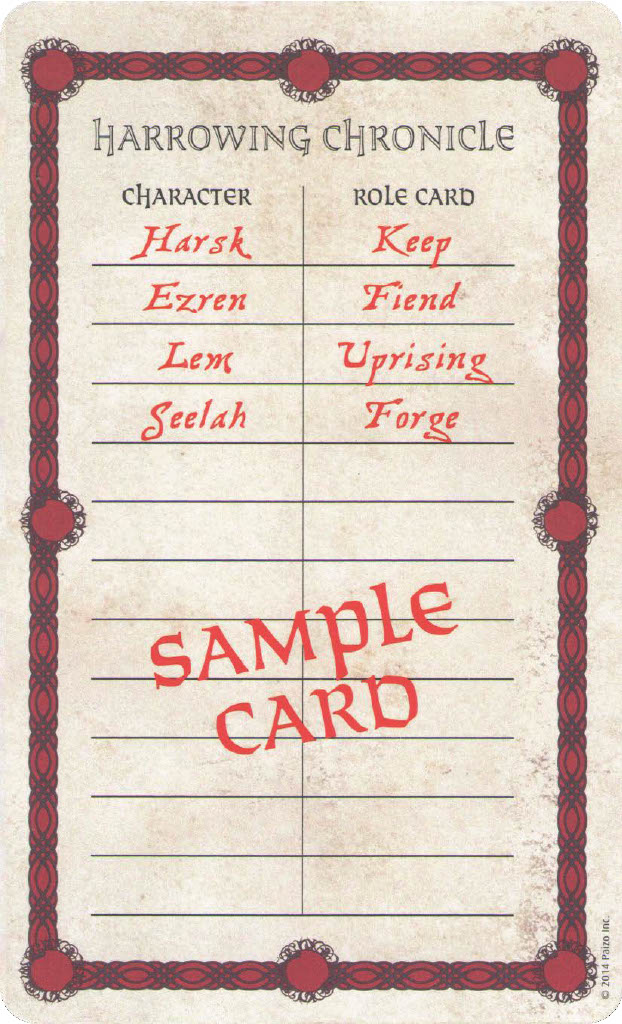 HARROWING CHRONICLE
CHARACTER ROLE CARD
Harsk Keep
Ezren Fiend
Lem Uprising
Seelah Forge
SAMPLE
CARD
© 2014 Paizo Inc.